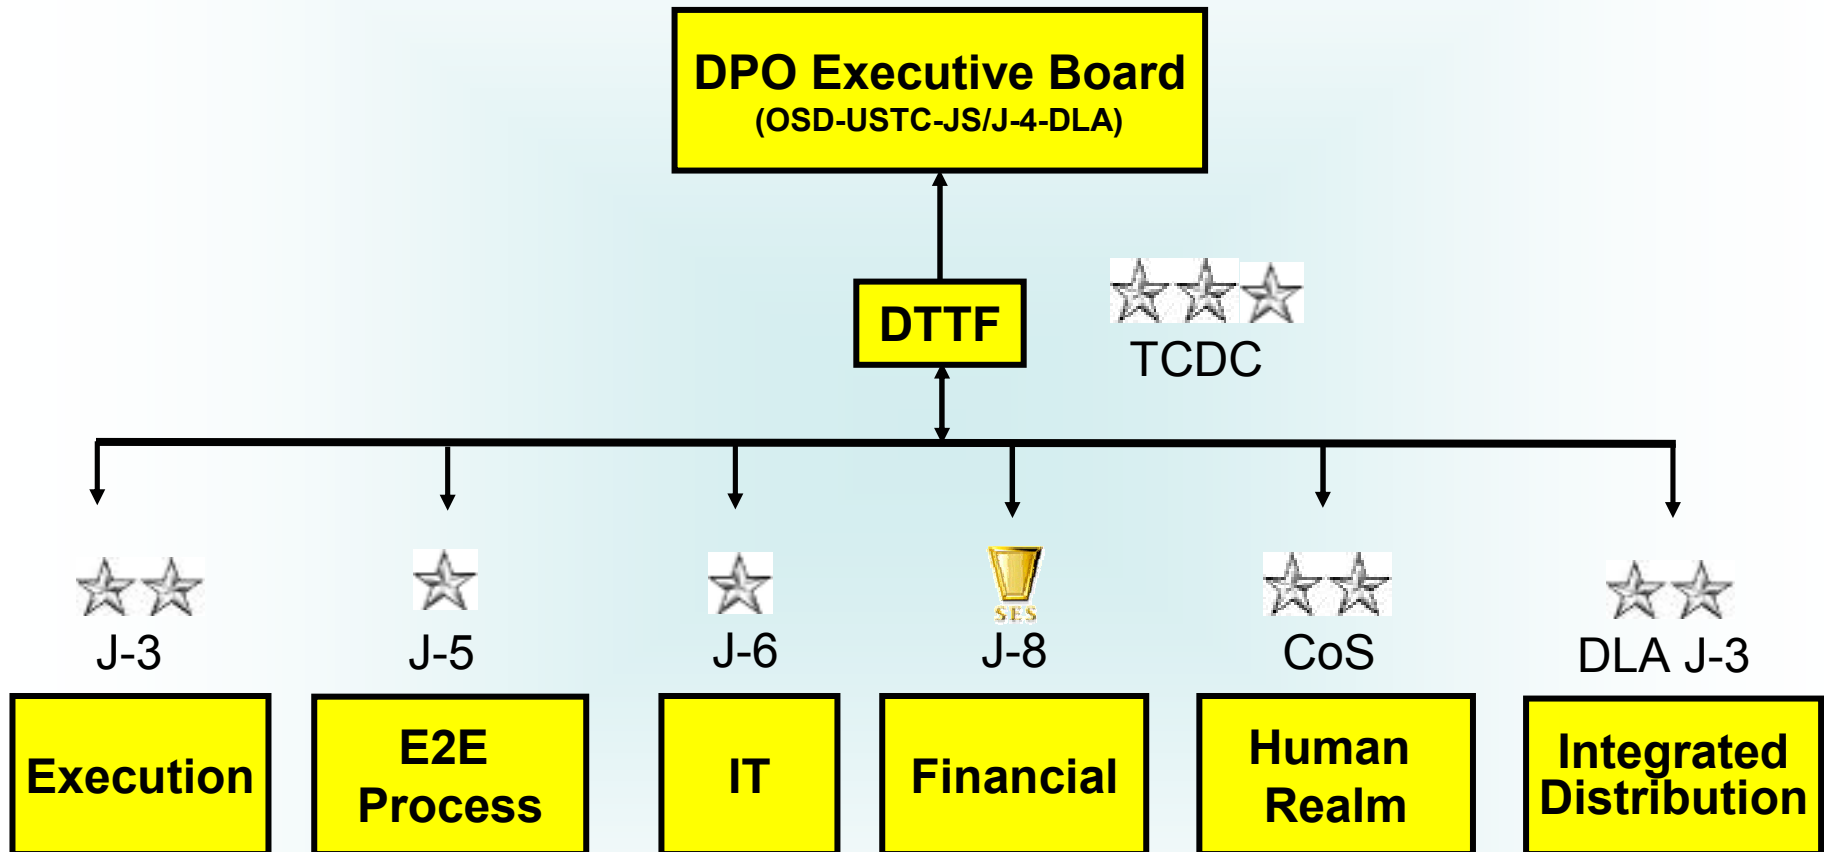 DPO Executive Board
(OSD-USTC-JS/J-4-DLA)
DTTF
TCDC
SES
J-3
J-5
J-6
J-8
CoS
DLA J-3
Execution
E2E
Process
IT
Financial
Human
Realm
Integrated
Distribution